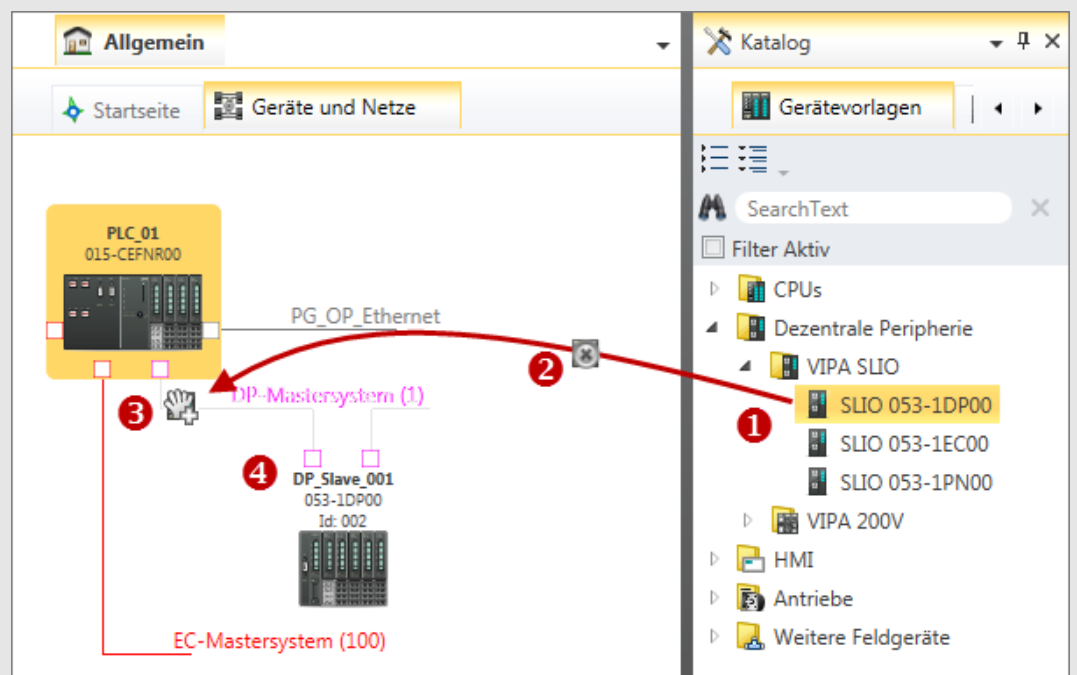 Allgemein
Startseite
Geräte und Netze
PLC_01
015-CEFNR00
PG_OP_Ethernet
2
3
DP-Mastersystem (1)
4
DP_Slave_001
053-1DP00
Id: 002
EC-Mastersystem (100)
Katalog
Gerätevorlagen
SearchText
Filter Aktiv
CPUs
Dezentrale Peripherie
VIPA SLIO
1
SLIO 053-1DP00
SLIO 053-1EC00
SLIO 053-1PN00
VIPA 200V
HMI
Antriebe
Weitere Feldgeräte